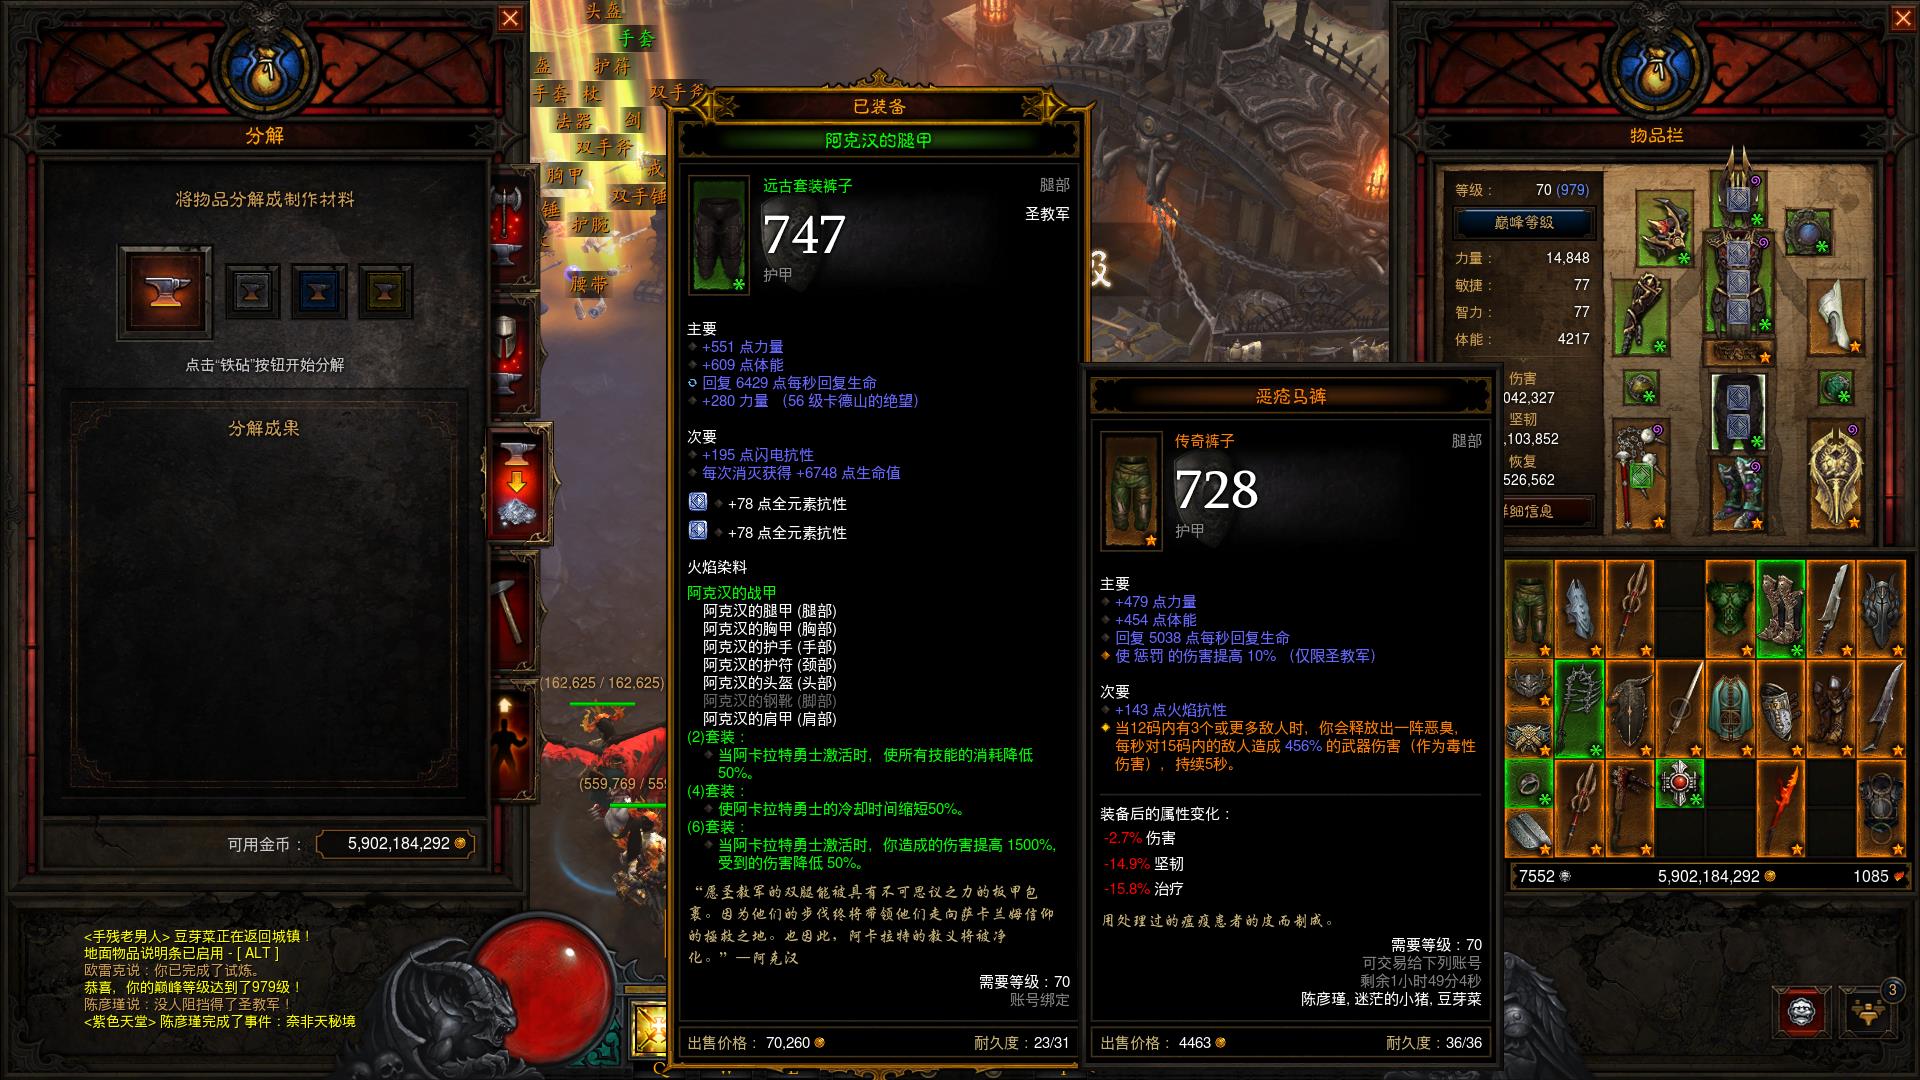 分解
将物品分解成制作材料
点击“铁砧”按钮开始分解
分解成果
可用金币：
5,902,184,292
<手残老男人> 豆芽菜正在返回城镇！
地面物品说明条已启用 - [ ALT ]
欧雷克说：你已完成了试炼。
恭喜，你的巅峰等级达到了979级！
陈彦瑾说：没人阻挡得了圣教军！
<紫色天堂> 陈彦瑾完成了事件：奈非天秘境
头盔
手套
盔
护符
手套
杖
双手斧
法器
剑
双手斧
胸甲
戒
双手锤
锤
护腕
腰带
(162,625 / 162,625)
(559,769 / 559
已装备
阿克汉的腿甲
远古套装裤子
腿部
747
圣教军
护甲
主要
+551 点力量
+609 点体能
回复 6429 点每秒回复生命
+280 力量 （56 级卡德山的绝望）
次要
+195 点闪电抗性
每次消灭获得 +6748 点生命值
+78 点全元素抗性
+78 点全元素抗性
火焰染料
阿克汉的战甲
阿克汉的腿甲 (腿部)
阿克汉的胸甲 (胸部)
阿克汉的护手 (手部)
阿克汉的护符 (颈部)
阿克汉的头盔 (头部)
阿克汉的钢靴 (脚部)
阿克汉的肩甲 (肩部)
(2)套装：
当阿卡拉特勇士激活时，使所有技能的消耗降低
50%。
(4)套装：
使阿卡拉特勇士的冷却时间缩短50%。
(6)套装：
当阿卡拉特勇士激活时，你造成的伤害提高 1500%,
受到的伤害降低 50%。
“愿圣教军的双腿能被具有不可思议之力的板甲包
裹。因为他们的步伐终将带领他们走向萨卡兰姆信仰
的拯救之地。也因此，阿卡拉特的教义将被净
化。”—阿克汉
需要等级：70
账号绑定
出售价格： 70,260
耐久度：23/31
恶疮马裤
传奇裤子
腿部
728
护甲
主要
+479 点力量
+454 点体能
回复 5038 点每秒回复生命
使 惩罚 的伤害提高 10% （仅限圣教军）
次要
+143 点火焰抗性
当12码内有3个或更多敌人时，你会释放出一阵恶臭，
每秒对15码内的敌人造成 456% 的武器伤害（作为毒性
伤害），持续5秒。
装备后的属性变化：
-2.7% 伤害
-14.9% 坚韧
-15.8% 治疗
用处理过的瘟疫患者的皮而制成。
需要等级：70
可交易给下列账号
剩余1小时49分4秒
陈彦瑾, 迷茫的小猪, 豆芽菜
出售价格： 4463
耐久度：36/36
物品栏
等级：
70 (979)
巅峰等级
力量：
14,848
敏捷：
77
智力：
77
体能：
4217
伤害
042,327
坚韧
,103,852
恢复
526,562
详细信息
7552
5,902,184,292
1085
3